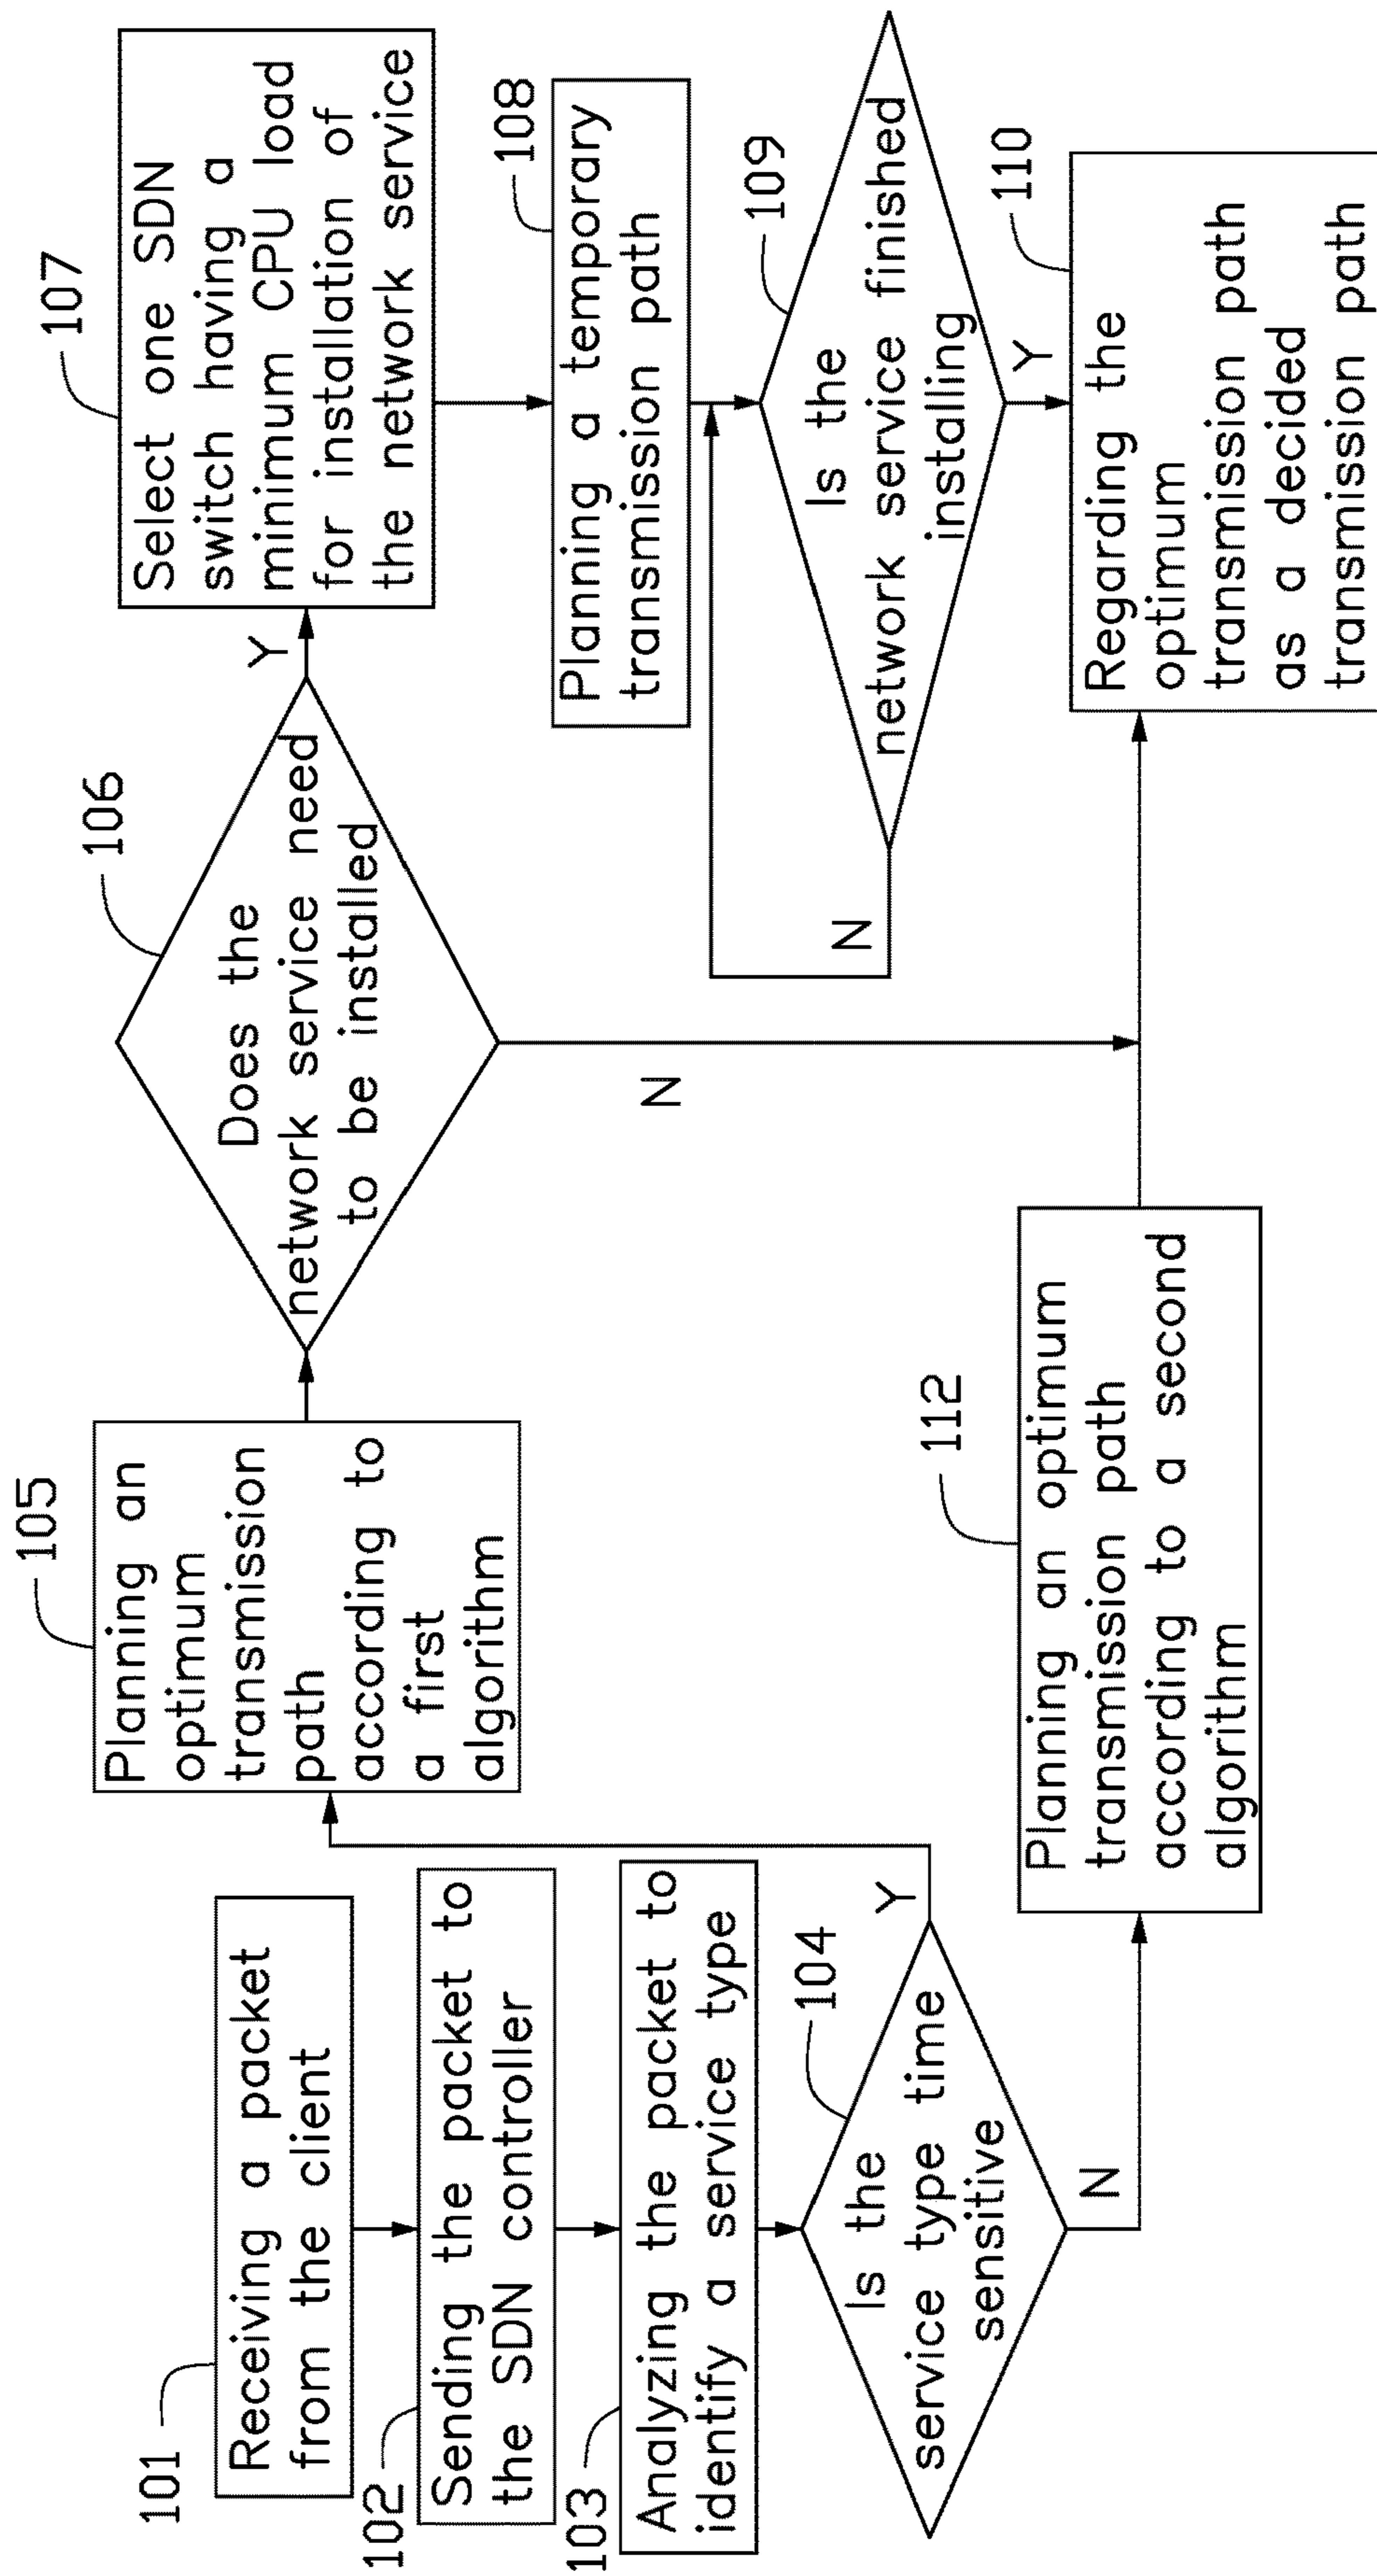 101
Receiving a packet
from the client
102
Sending the packet to
the SDN controller
103
Analyzing the packet to
identify a service type
104
Is the
service type time
sensitive
Y
N
105
Planning an
optimum
transmission
path
according to
a first
algorithm
112
Planning an optimum
transmission path
according to a second
algorithm
106
Does the
network service need
to be installed
Y
N
107
Select one SDN
switch having a
minimum CPU load
for installation of
the network service
108
Planning a temporary
transmission path
109
Is the
network service finished
installing
N
Y
110
Regarding the
optimum
transmission path
as a decided
transmission path